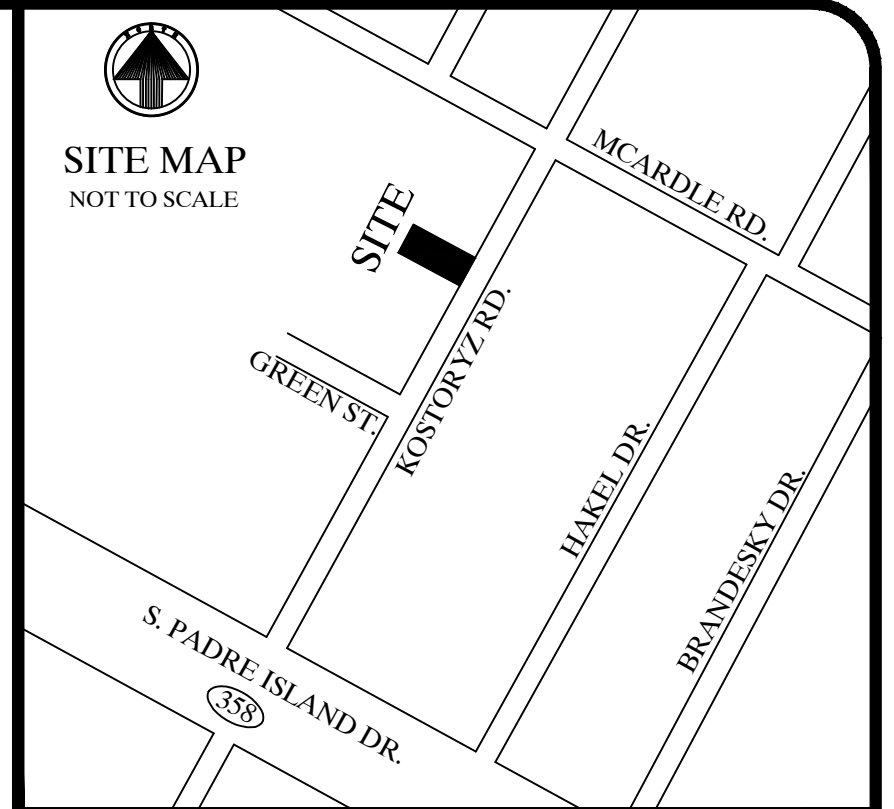 NORTH
SITE MAP
NOT TO SCALE
MCARDLE RD.
SITE
KOSTORYZ RD.
GREEN ST.
HAKEL DR.
BRANDESKY DR.
S. PADRE ISLAND DR.
358